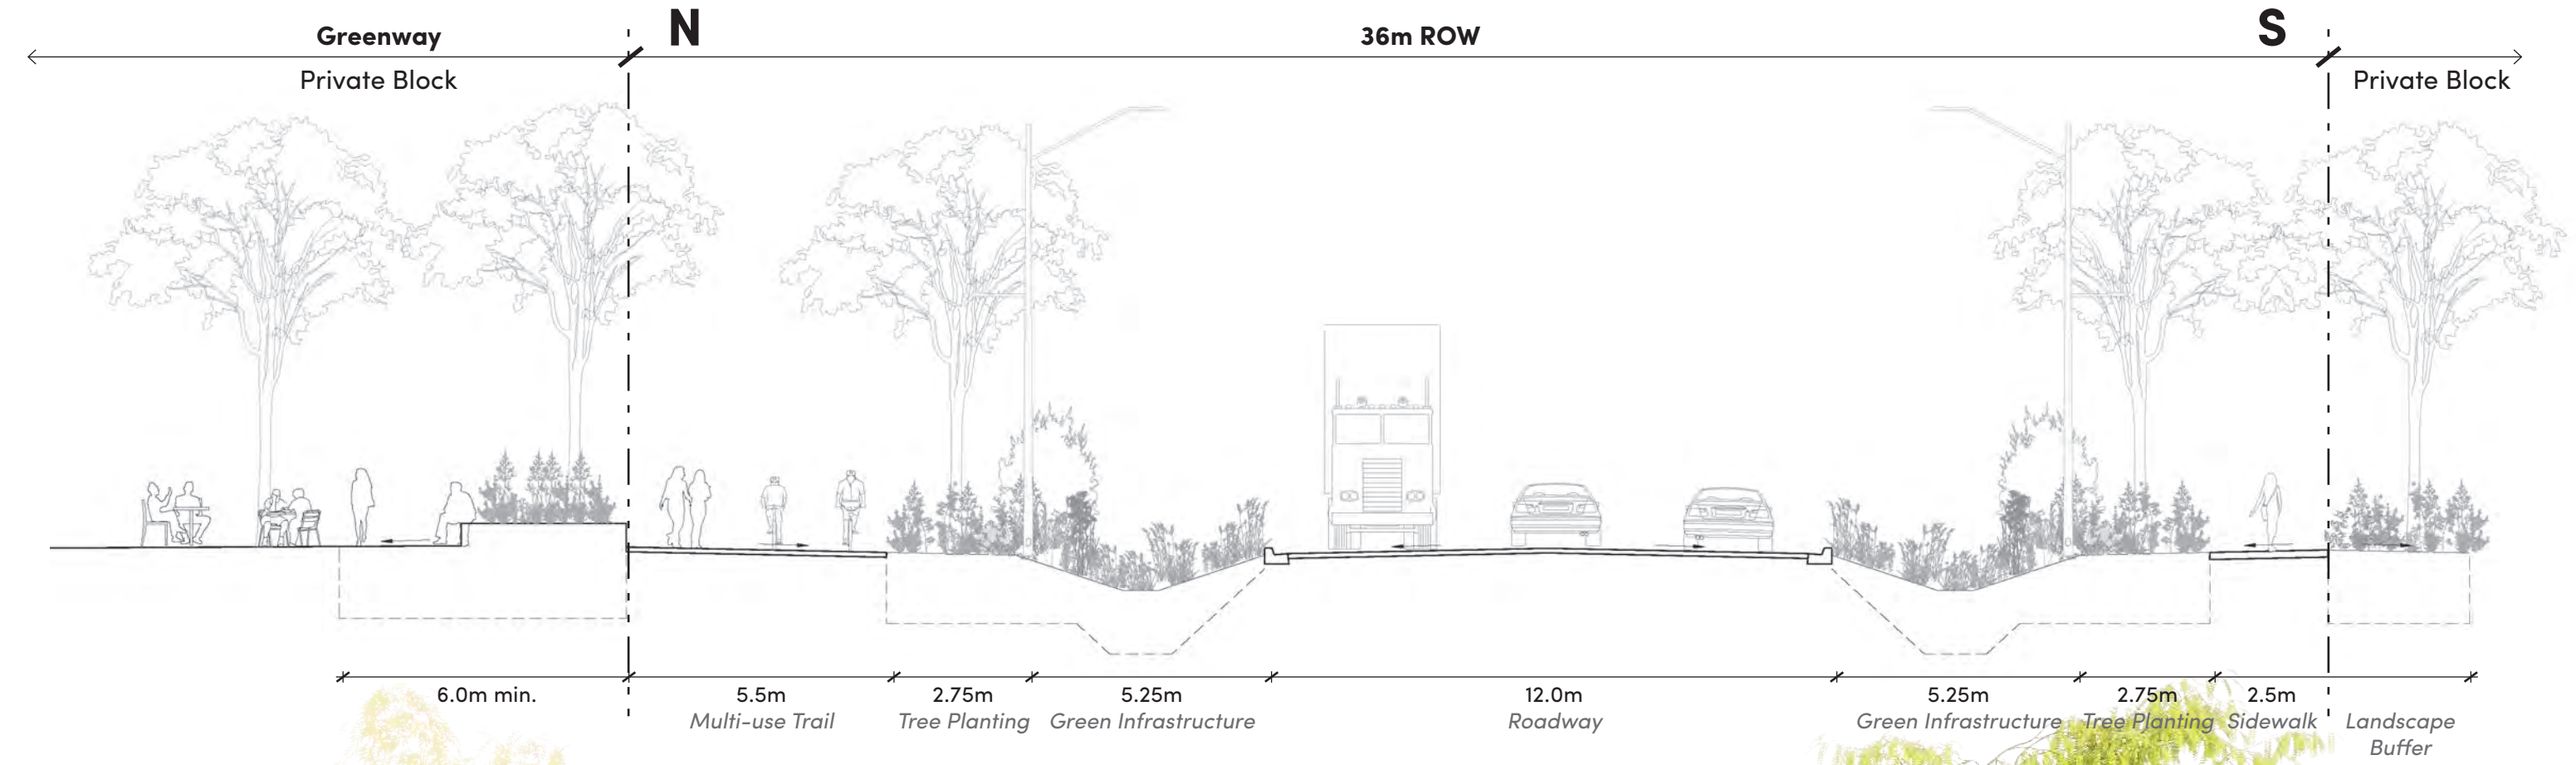 Greenway
N
36m ROW
S
Private Block
Private Block
6.0m min.
5.5m
2.75m
5.25m
12.0m
5.25m
2.75m
2.5m
Multi-use Trail
Tree Planting
Green Infrastructure
Roadway
Green Infrastructure
Tree Planting
Sidewalk
Landscape
Buffer